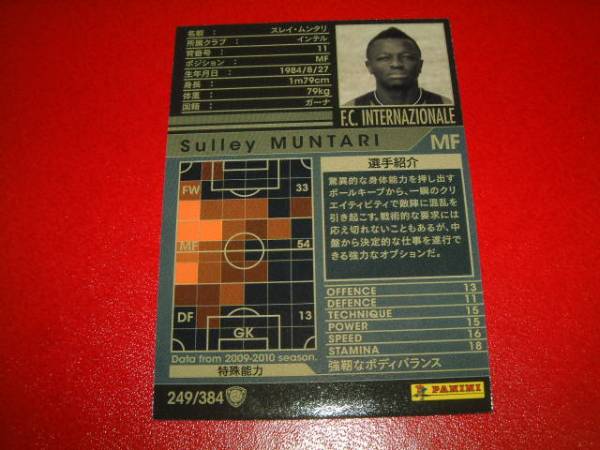 名前 : スレイ・ムンタリ
所属クラブ : インテル
背番号 : 11
ポジション : MF
生年月日 : 1984/8/27
身長 : 1m79cm
体重 : 79kg
国籍 : ガーナ
F.C. INTERNAZIONALE
Sulley MUNTARI MF
FW 33
MF 54
DF 13
GK
Data from 2009-2010 season.
選手紹介
驚異的な身体能力を押し出す
ボールキープから、一瞬のクリ
エイティビティで敵陣に混乱を
引き起こす。戦術的な要求には
応え切れないこともあるが、中
盤から決定的な仕事を遂行で
きる強力なオプションだ。
OFFENCE 13
DEFENCE 11
TECHNIQUE 15
POWER 15
SPEED 16
STAMINA 18
特殊能力 強靭なボディバランス
249/384
PANINI